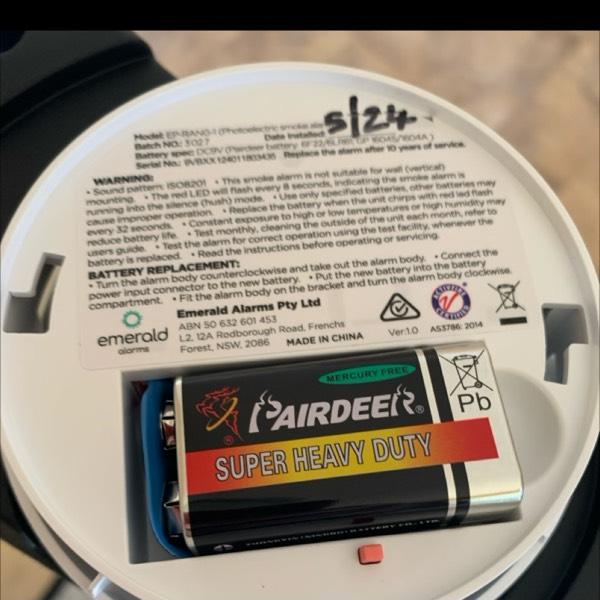 Model: EP-RANG-1 (Photoelectric smoke ala
Date Installed
5/24
Batch NO.: 3027
Battery spec: DC9V (Pairdeer battery: 6F22/6LR61, GP 1604S/1604A)
Serial No.: Replace the alarm after 10 years of service.
WARNING:
• Sound pattern: ISO8201 • This smoke alarm is not suitable for wall (vertical)
mounting. • The red LED will flash every 8 seconds, indicating the smoke alarm is
running into the silence (hush) mode. • Use only specified batteries, other batteries may
cause improper operation. • Replace the battery when the unit chirps with red led flash
every 32 seconds. • Constant exposure to high or low temperatures or high humidity may
reduce battery life. • Test monthly, cleaning the outside of the unit each month, refer to
users guide. • Test the alarm for correct operation using the test facility, whenever the
battery is replaced. • Read the instructions before operating or servicing.
BATTERY REPLACEMENT:
• Turn the alarm body counterclockwise and take out the alarm body. • Connect the
power input connector to the new battery. • Put the new battery into the battery
compartment. • Fit the alarm body on the bracket and turn the alarm body clockwise.
emerald
alarms
Emerald Alarms Pty Ltd
ABN 50 632 601 453
L2, 12A Rodborough Road, Frenchs
Forest, NSW, 2086 MADE IN CHINA
Ver:1.0
AS3786: 2014
MERCURY FREE
PAIRDEER®
SUPER HEAVY DUTY
Pb